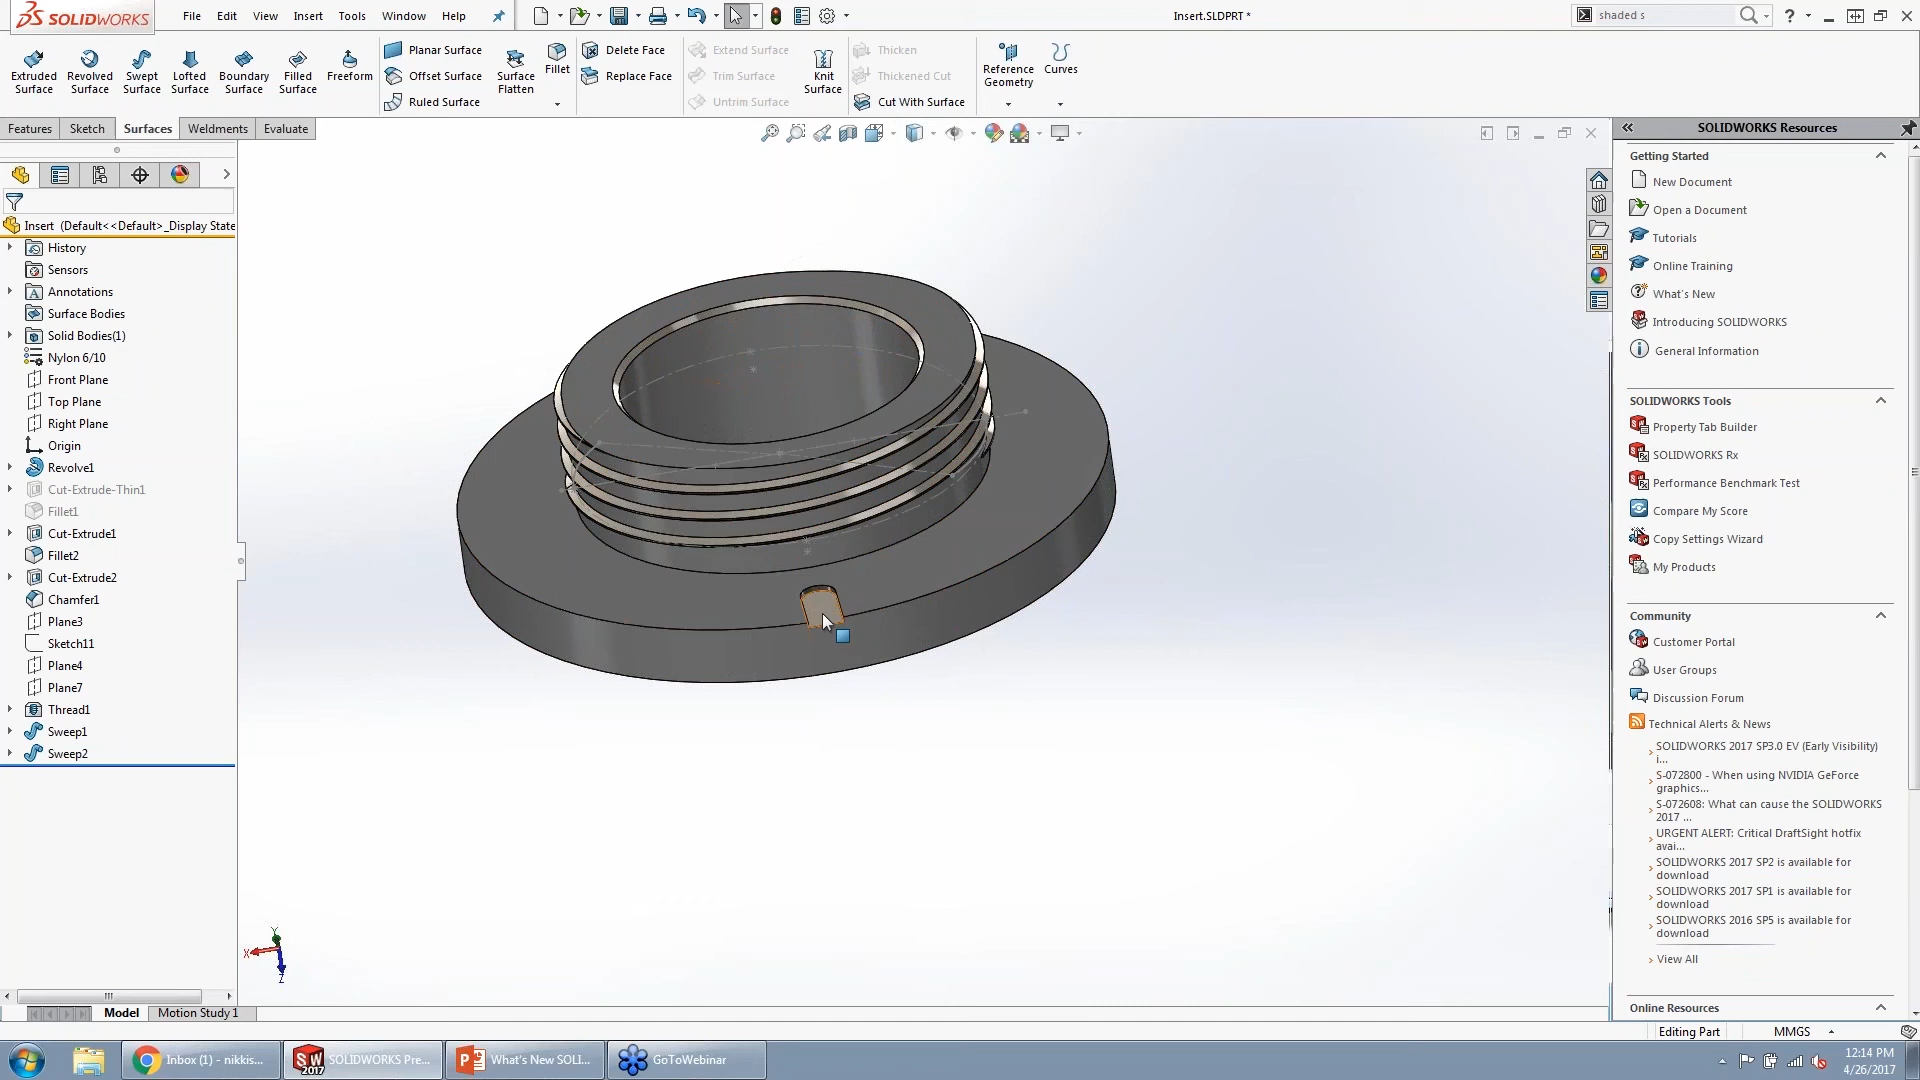 SOLIDWORKS
File Edit View Insert Tools Window Help
Insert.SLDPRT *
shaded s
Extruded Surface
Revolved Surface
Swept Surface
Lofted Surface
Boundary Surface
Filled Surface
Freeform
Planar Surface
Offset Surface
Ruled Surface
Surface Flatten
Fillet
Delete Face
Replace Face
Extend Surface
Trim Surface
Untrim Surface
Knit Surface
Thicken
Thickened Cut
Cut With Surface
Reference Geometry
Curves
Features Sketch Surfaces Weldments Evaluate
Insert (Default<<Default>_Display State
History
Sensors
Annotations
Surface Bodies
Solid Bodies(1)
Nylon 6/10
Front Plane
Top Plane
Right Plane
Origin
Revolve1
Cut-Extrude-Thin1
Fillet1
Cut-Extrude1
Fillet2
Cut-Extrude2
Chamfer1
Plane3
Sketch11
Plane4
Plane7
Thread1
Sweep1
Sweep2
Y
X
Z
Model Motion Study 1
SOLIDWORKS Resources
Getting Started
New Document
Open a Document
Tutorials
Online Training
What's New
Introducing SOLIDWORKS
General Information
SOLIDWORKS Tools
Property Tab Builder
SOLIDWORKS Rx
Performance Benchmark Test
Compare My Score
Copy Settings Wizard
My Products
Community
Customer Portal
User Groups
Discussion Forum
Technical Alerts & News
SOLIDWORKS 2017 SP3.0 EV (Early Visibility)
i...
S-072800 - When using NVIDIA GeForce
graphics...
S-072608: What can cause the SOLIDWORKS
2017 ...
URGENT ALERT: Critical DraftSight hotfix
avai...
SOLIDWORKS 2017 SP2 is available for
download
SOLIDWORKS 2017 SP1 is available for
download
SOLIDWORKS 2016 SP5 is available for
download
View All
Online Resources
Editing Part MMGS
Inbox (1) - nikkis...
SW 2017 SOLIDWORKS Pre...
What's New SOLI...
GoToWebinar
12:14 PM
4/26/2017